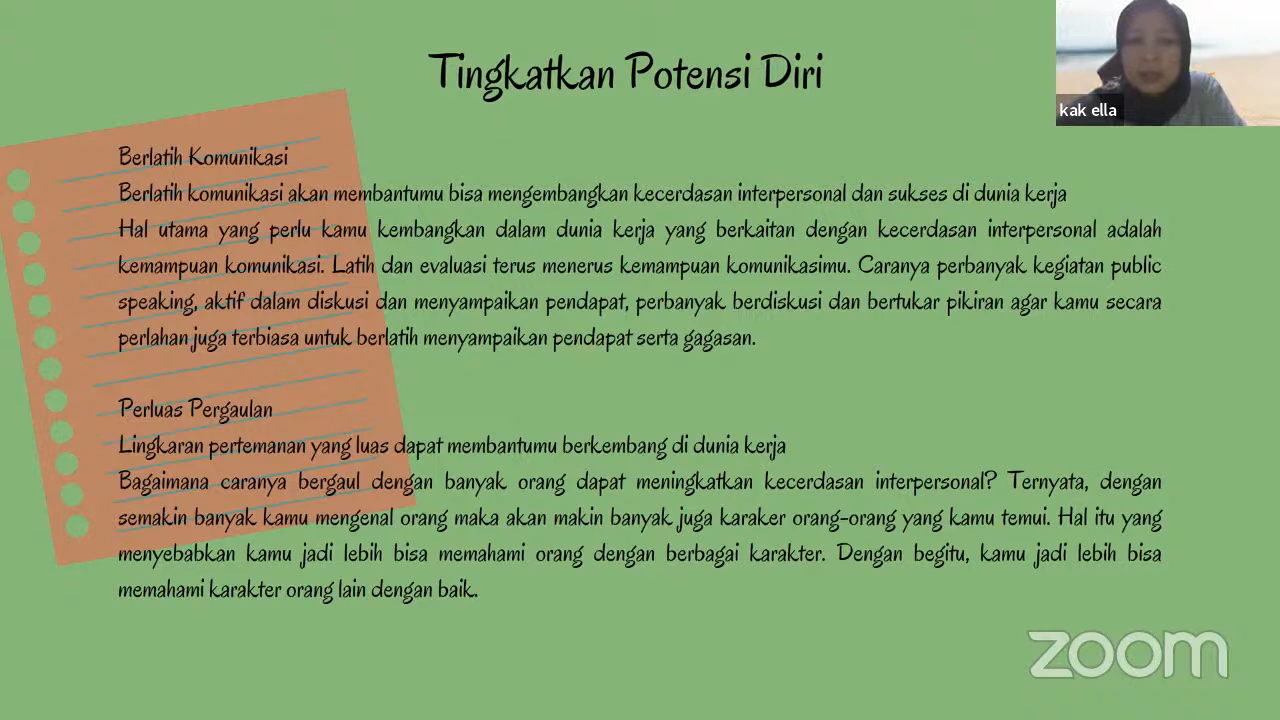 Tingkatkan Potensi Diri
kak ella
Berlatih Komunikasi
Berlatih komunikasi akan membantumu bisa mengembangkan kecerdasan interpersonal dan sukses di dunia kerja
Hal utama yang perlu kamu kembangkan dalam dunia kerja yang berkaitan dengan kecerdasan interpersonal adalah
kemampuan komunikasi. Latih dan evaluasi terus menerus kemampuan komunikasimu. Caranya perbanyak kegiatan public
speaking, aktif dalam diskusi dan menyampaikan pendapat, perbanyak berdiskusi dan bertukar pikiran agar kamu secara
perlahan juga terbiasa untuk berlatih menyampaikan pendapat serta gagasan.
Perluas Pergaulan
Lingkaran pertemanan yang luas dapat membantumu berkembang di dunia kerja
Bagaimana caranya bergaul dengan banyak orang dapat meningkatkan kecerdasan interpersonal? Ternyata, dengan
semakin banyak kamu mengenal orang maka akan makin banyak juga karaker orang-orang yang kamu temui. Hal itu yang
menyebabkan kamu jadi lebih bisa memahami orang dengan berbagai karakter. Dengan begitu, kamu jadi lebih bisa
memahami karakter orang lain dengan baik.
zoom